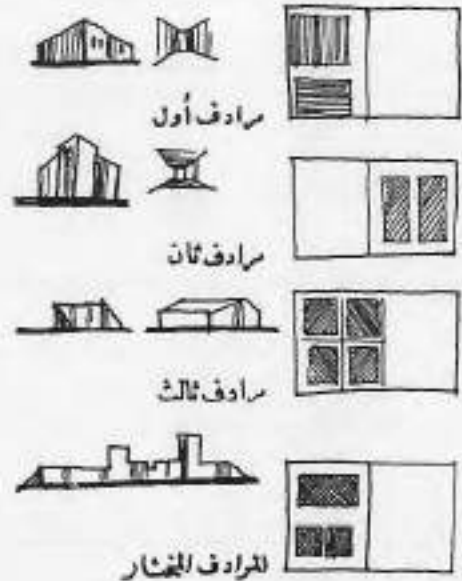 مرادف أول
مرادف ثان
مرادف ثالث
المرادف المختار